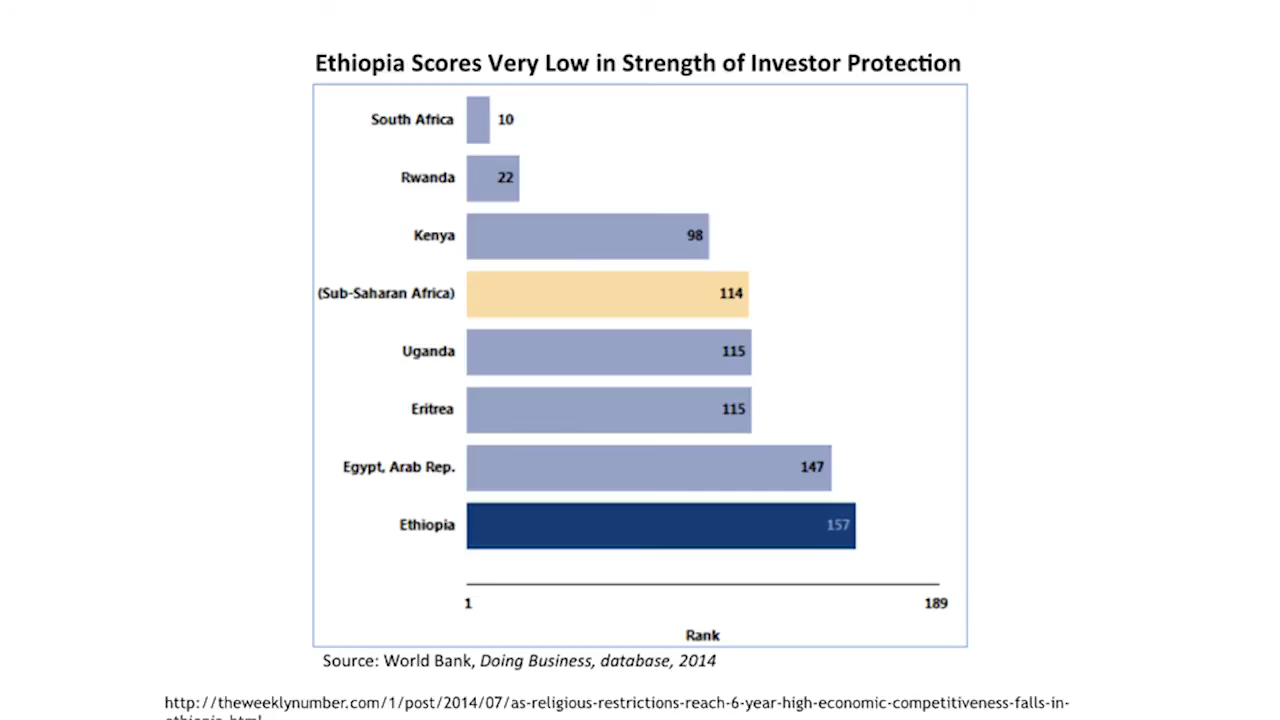 Ethiopia Scores Very Low in Strength of Investor Protection
South Africa 10
Rwanda 22
Kenya 98
(Sub-Saharan Africa) 114
Uganda 115
Eritrea 115
Egypt, Arab Rep. 147
Ethiopia 157
1 189
Rank
Source: World Bank, Doing Business, database, 2014
http://theweeklynumber.com/1/post/2014/07/as-religious-restrictions-reach-6-year-high-economic-competitiveness-falls-in-
ethiopia.html